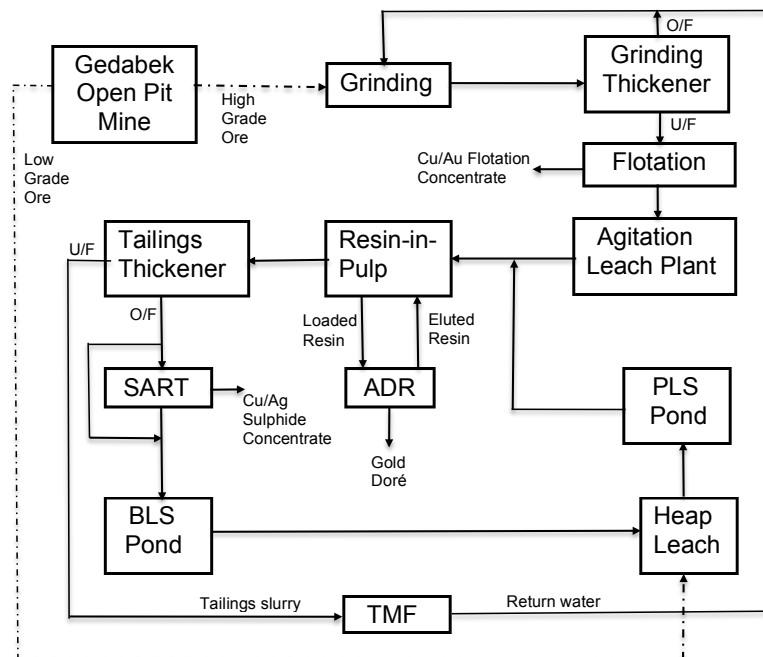 O/F
Gedabek
Open Pit
Mine
High
Grade
Ore
Grinding
Grinding
Thickener
U/F
Low
Grade
Ore
Cu/Au Flotation
Concentrate
Flotation
U/F
Tailings
Thickener
Resin-in-
Pulp
Agitation
Leach Plant
O/F
Loaded
Resin
Eluted
Resin
SART
Cu/Ag
Sulphide
Concentrate
ADR
PLS
Pond
Gold
Doré
BLS
Pond
Heap
Leach
Tailings slurry
TMF
Return water